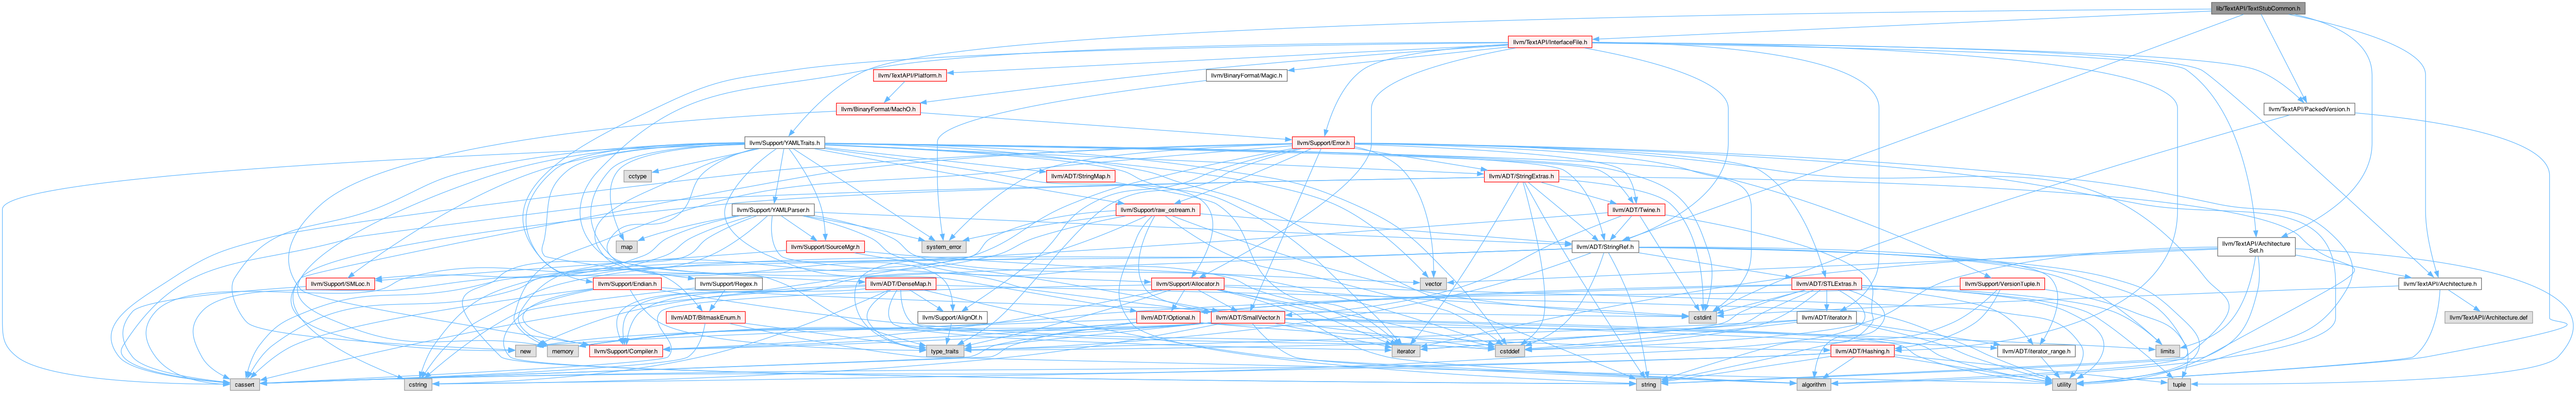 lib/TextAPI/TextStubCommon.h
llvm/TextAPI/InterfaceFile.h
llvm/TextAPI/Platform.h
llvm/BinaryFormat/Magic.h
llvm/BinaryFormat/MachO.h
llvm/TextAPI/PackedVersion.h
llvm/Support/YAMLTraits.h
llvm/Support/Error.h
cctype
llvm/ADT/StringMap.h
llvm/ADT/StringExtras.h
llvm/Support/YAMLParser.h
llvm/Support/raw_ostream.h
llvm/ADT/Twine.h
map
llvm/Support/SourceMgr.h
system_error
llvm/ADT/StringRef.h
llvm/TextAPI/Architecture
Set.h
llvm/Support/SMLoc.h
llvm/Support/Endian.h
llvm/Support/Regex.h
llvm/ADT/DenseMap.h
llvm/Support/Allocator.h
vector
llvm/ADT/STLExtras.h
llvm/Support/VersionTuple.h
llvm/TextAPI/Architecture.h
llvm/ADT/BitmaskEnum.h
llvm/Support/AlignOf.h
llvm/ADT/Optional.h
llvm/ADT/SmallVector.h
cstdint
llvm/ADT/iterator.h
llvm/TextAPI/Architecture.def
new
memory
llvm/Support/Compiler.h
type_traits
iterator
cstddef
llvm/ADT/Hashing.h
llvm/ADT/iterator_range.h
limits
cassert
cstring
string
algorithm
utility
tuple